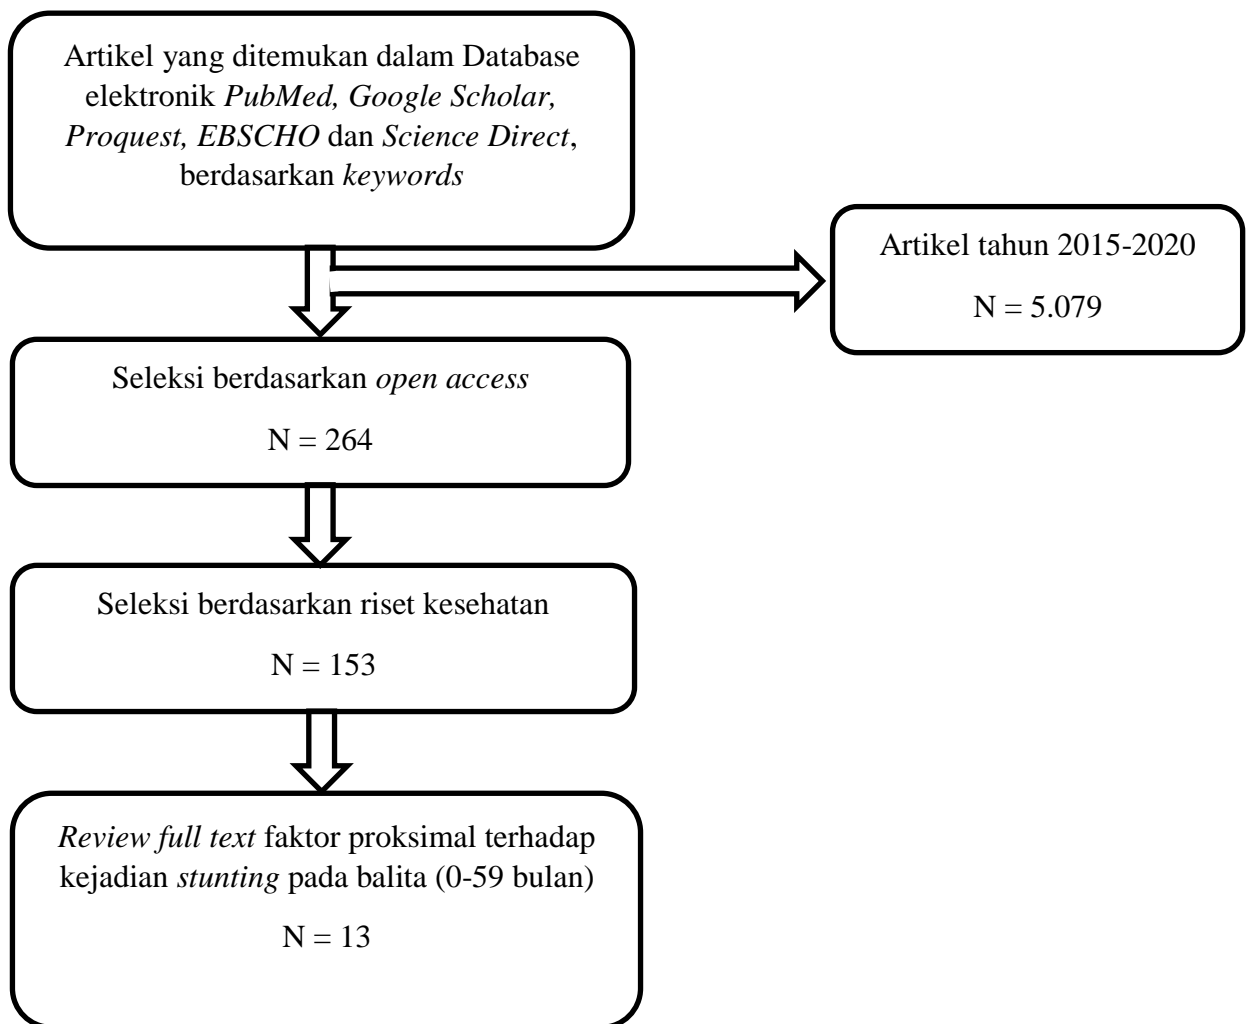 Artikel yang ditemukan dalam Database
elektronik PubMed, Google Scholar,
Proquest, EBSCHO dan Science Direct,
berdasarkan keywords
Artikel tahun 2015-2020
N = 5.079
Seleksi berdasarkan open access
N = 264
Seleksi berdasarkan riset kesehatan
N = 153
Review full text faktor proksimal terhadap
kejadian stunting pada balita (0-59 bulan)
N = 13